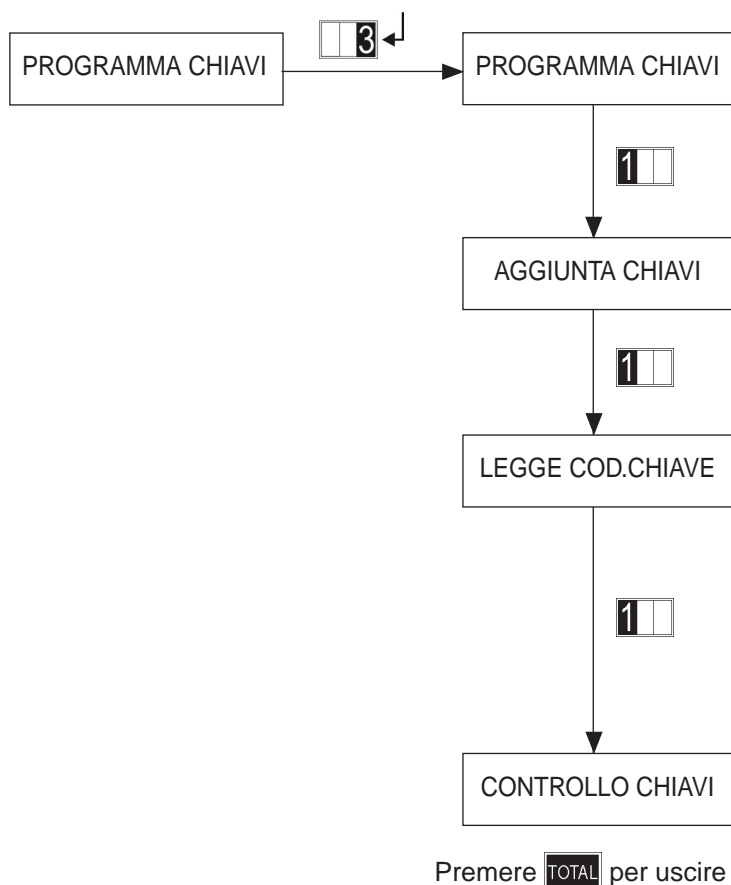 3
PROGRAMMA CHIAVI
PROGRAMMA CHIAVI
1
AGGIUNTA CHIAVI
1
LEGGE COD.CHIAVE
1
CONTROLLO CHIAVI
Premere TOTAL per uscire